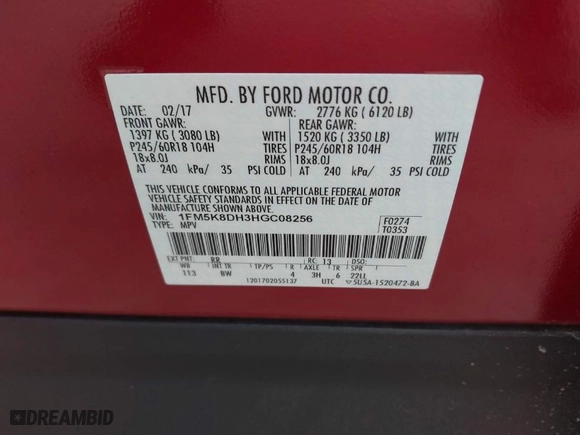 MFD. BY FORD MOTOR CO.
DATE: 02/17 GVWR: 2776 KG ( 6120 LB)
FRONT GAWR: REAR GAWR:
1397 KG ( 3080 LB) WITH 1520 KG ( 3350 LB) WITH
P245/60R18 104H TIRES P245/60R18 104H TIRES
18x8.0J RIMS 18x8.0J RIMS
AT 240 kPa/ 35 PSI COLD AT 240 kPa/ 35 PSI COLD
THIS VEHICLE CONFORMS TO ALL APPLICABLE FEDERAL MOTOR
VEHICLE SAFETY AND THEFT PREVENTION STANDARDS IN EFFECT ON THE DATE OF
MANUFACTURE SHOWN ABOVE.
VIN: 1FM5K8DH3HGC08256 F0274
TYPE: MPV T0353
EXT PNT: RR RC: 13 DSO:
WB INT TR TP/PS R AXLE TR SPR
113 BW 4 3H 6 22LL
1201702055137 UTC 5U5A-1520472-BA
DREAMBID